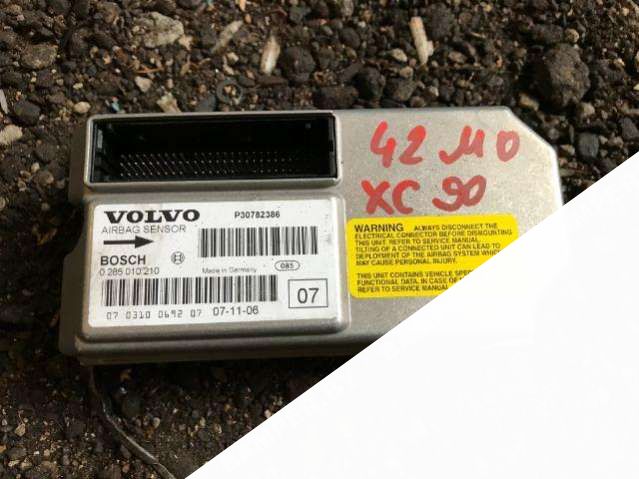 42 MO
XC 90
VOLVO
P30782386
AIRBAG SENSOR
BOSCH
0 285 010 210
Made in Germany
085
07
07 0310 0692 07
07-11-06
WARNING ALWAYS DISCONNECT THE
ELECTRICAL CONNECTOR BEFORE DISMOUNTING
THIS UNIT. REFER TO SERVICE MANUAL.
TILTING OF A CONNECTED UNIT CAN LEAD TO
DEPLOYMENT OF THE AIRBAG SYSTEM WHICH
MAY CAUSE PERSONAL INJURY.
THIS UNIT CONTAINS VEHICLE SPEC
FUNCTIONAL DATA. IN CASE OF
REFER TO SERVICE MANUAL